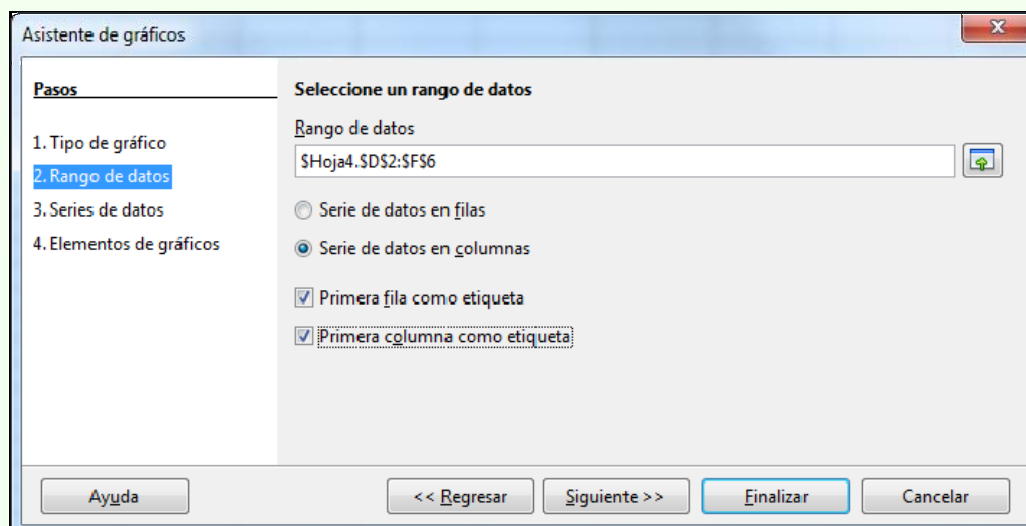 Asistente de gráficos
Pasos
1. Tipo de gráfico
2. Rango de datos
3. Series de datos
4. Elementos de gráficos
Seleccione un rango de datos
Rango de datos
$Hoja4.$D$2:$F$6
Serie de datos en filas
Serie de datos en columnas
Primera fila como etiqueta
Primera columna como etiqueta
Ayuda
<< Regresar
Siguiente >>
Finalizar
Cancelar